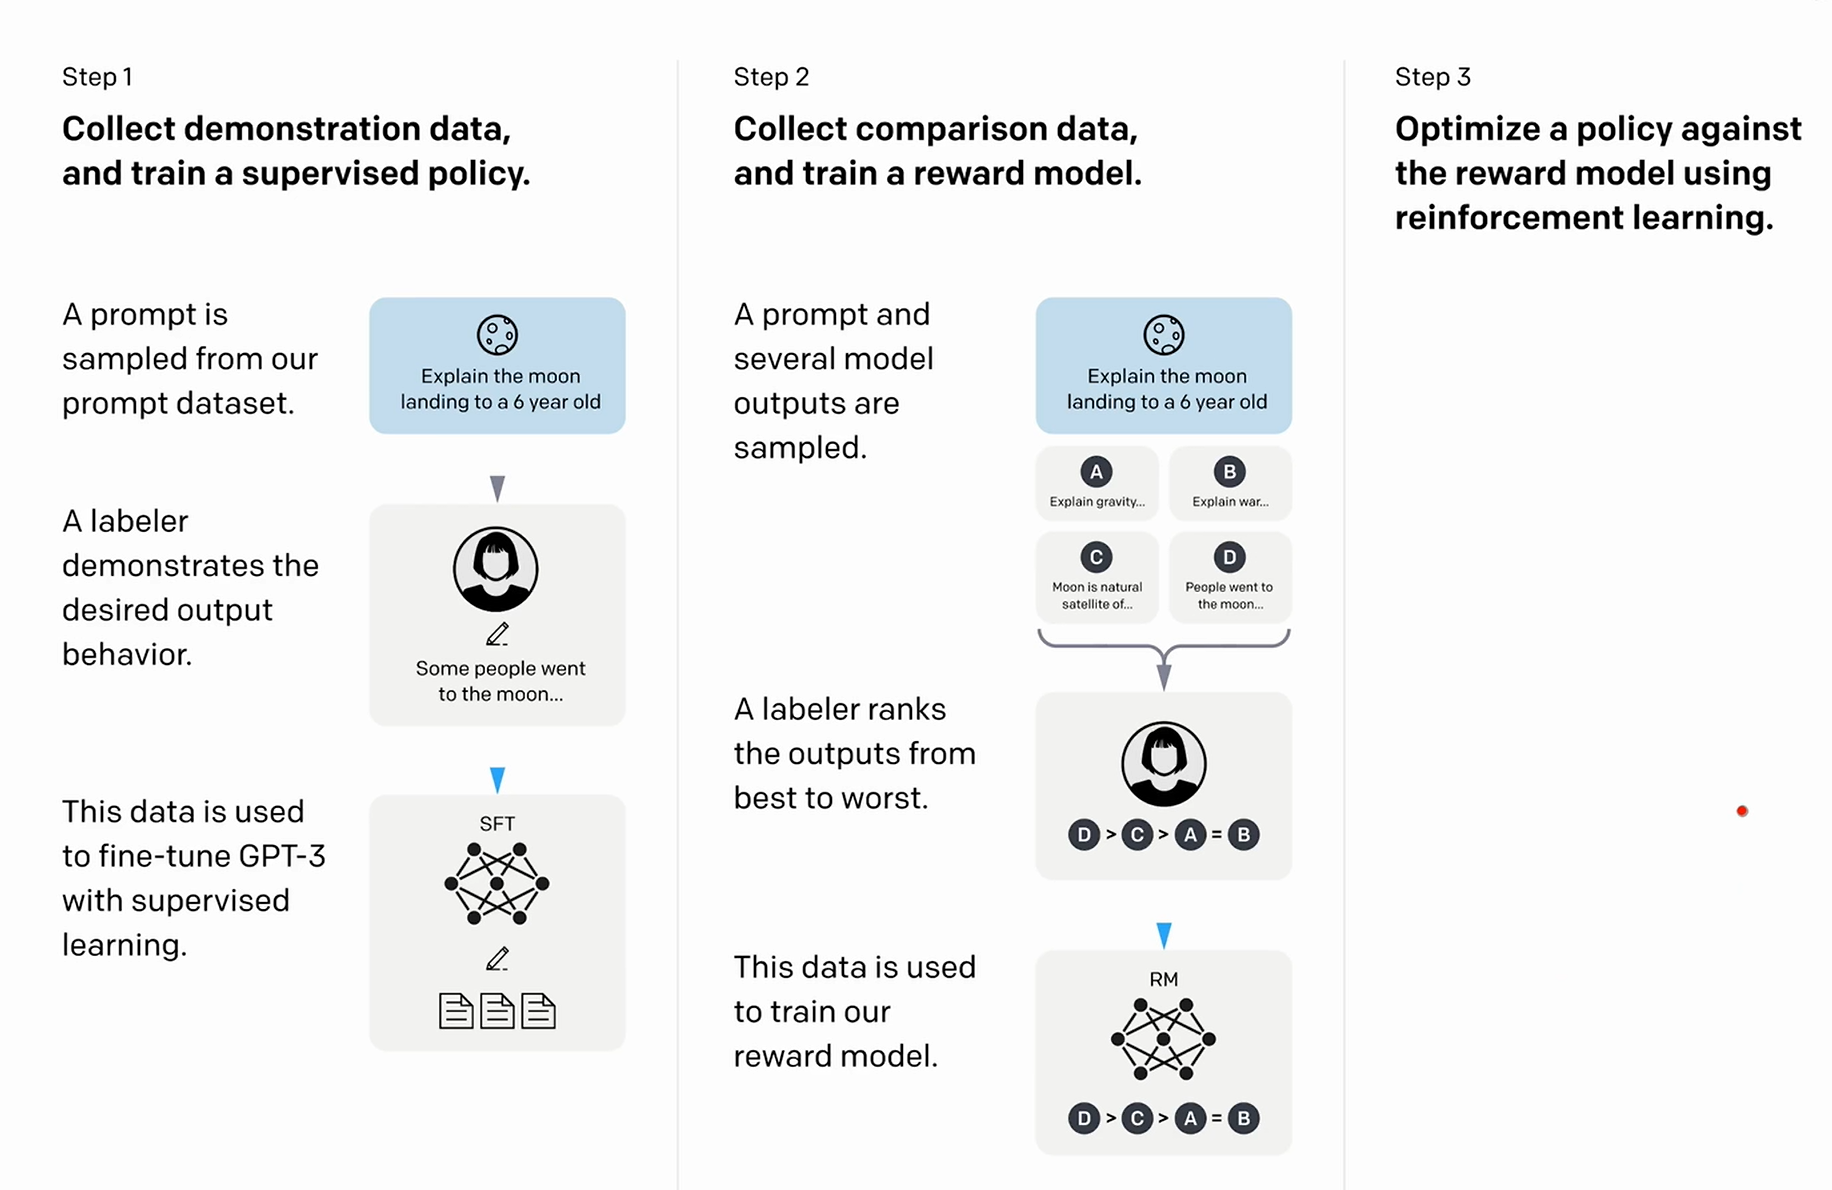 Step 1
Collect demonstration data,
and train a supervised policy.
A prompt is
sampled from our
prompt dataset.
Explain the moon
landing to a 6 year old
A labeler
demonstrates the
desired output
behavior.
Some people went
to the moon...
This data is used
to fine-tune GPT-3
with supervised
learning.
SFT
Step 2
Collect comparison data,
and train a reward model.
A prompt and
several model
outputs are
sampled.
Explain the moon
landing to a 6 year old
A
Explain gravity...
B
Explain war...
C
Moon is natural
satellite of...
D
People went to
the moon...
A labeler ranks
the outputs from
best to worst.
D > C > A = B
This data is used
to train our
reward model.
RM
D > C > A = B
Step 3
Optimize a policy against
the reward model using
reinforcement learning.